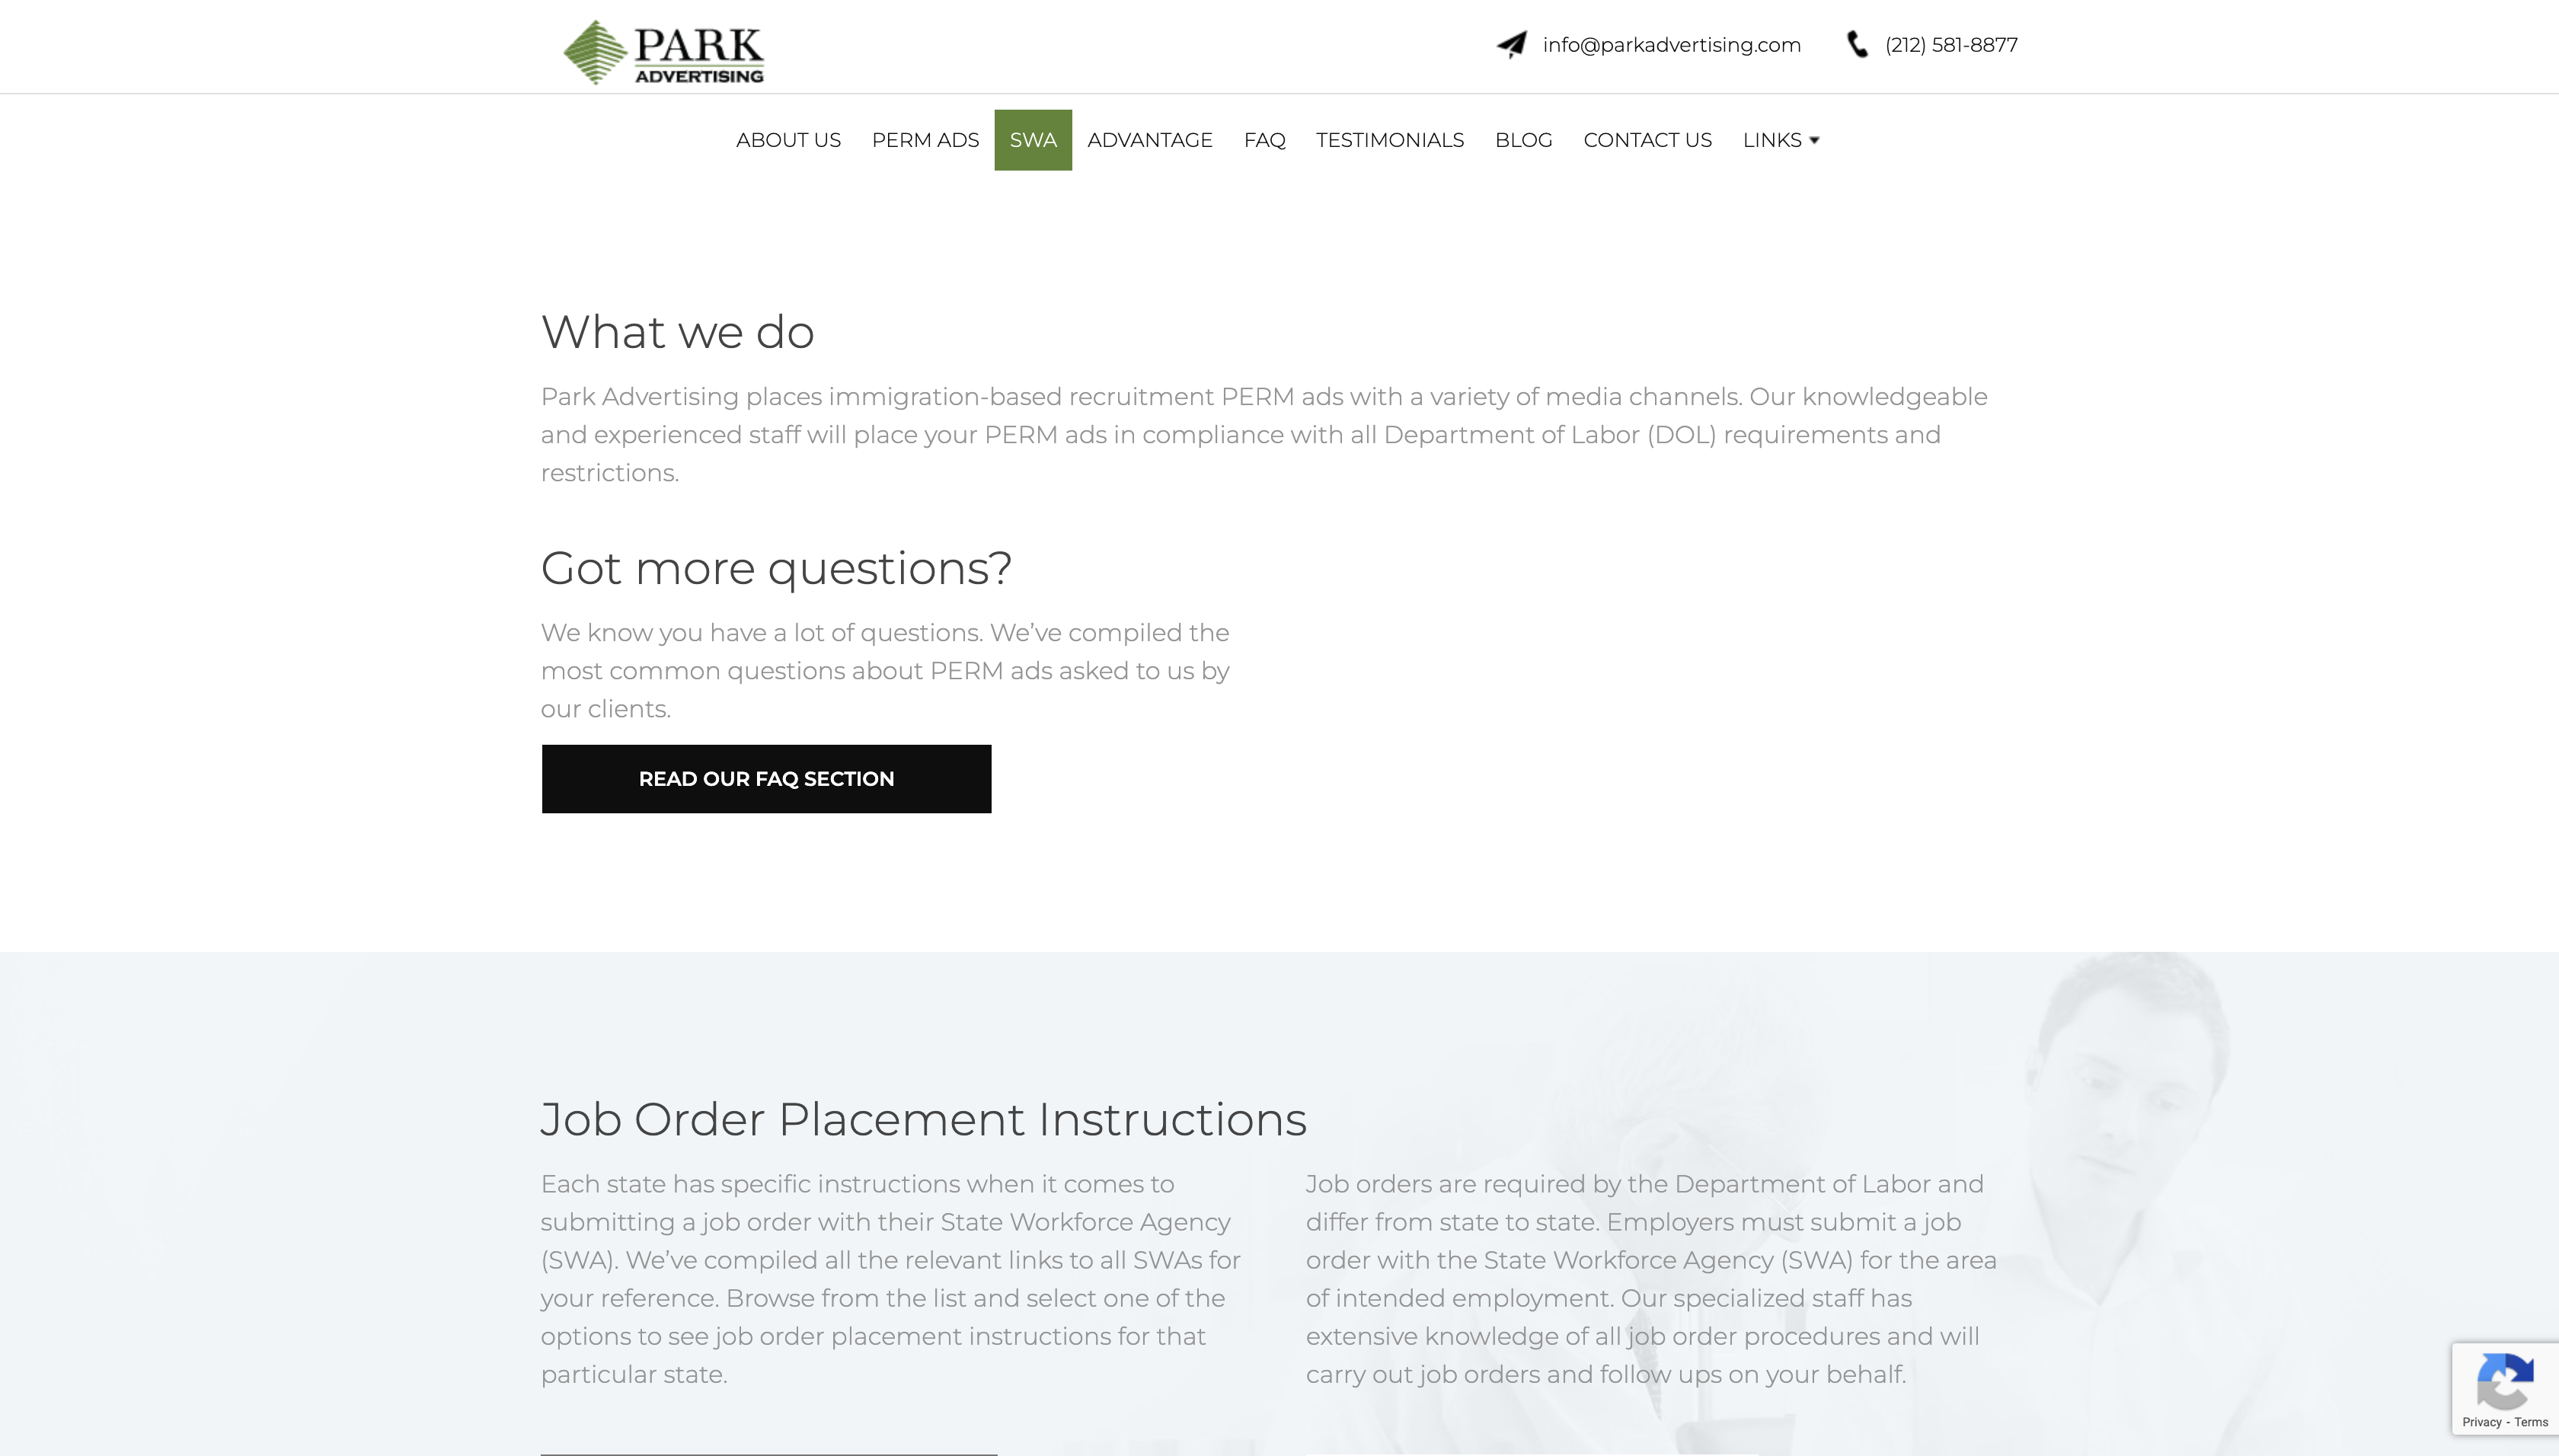 PARK
ADVERTISING
info@parkadvertising.com
(212) 581-8877
ABOUT US
PERM ADS
SWA
ADVANTAGE
FAQ
TESTIMONIALS
BLOG
CONTACT US
LINKS
What we do
Park Advertising places immigration-based recruitment PERM ads with a variety of media channels. Our knowledgeable
and experienced staff will place your PERM ads in compliance with all Department of Labor (DOL) requirements and
restrictions.
Got more questions?
We know you have a lot of questions. We’ve compiled the
most common questions about PERM ads asked to us by
our clients.
READ OUR FAQ SECTION
Job Order Placement Instructions
Each state has specific instructions when it comes to
submitting a job order with their State Workforce Agency
(SWA). We’ve compiled all the relevant links to all SWAs for
your reference. Browse from the list and select one of the
options to see job order placement instructions for that
particular state.
Job orders are required by the Department of Labor and
differ from state to state. Employers must submit a job
order with the State Workforce Agency (SWA) for the area
of intended employment. Our specialized staff has
extensive knowledge of all job order procedures and will
carry out job orders and follow ups on your behalf.
Privacy - Terms